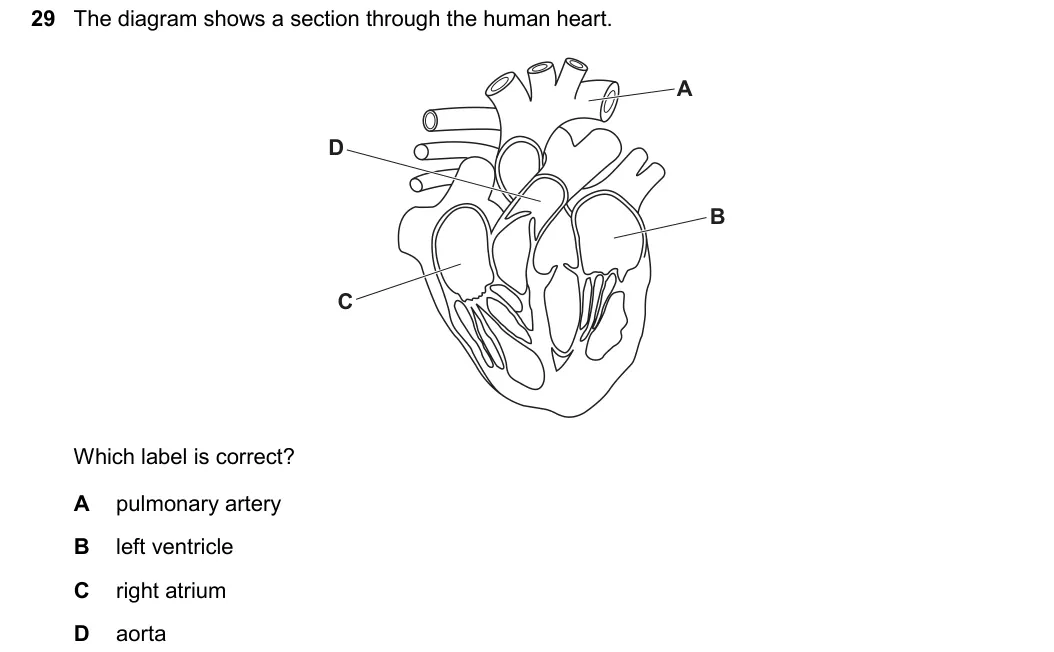 29 The diagram shows a section through the human heart.
A
D
B
C
Which label is correct?
A pulmonary artery
B left ventricle
C right atrium
D aorta